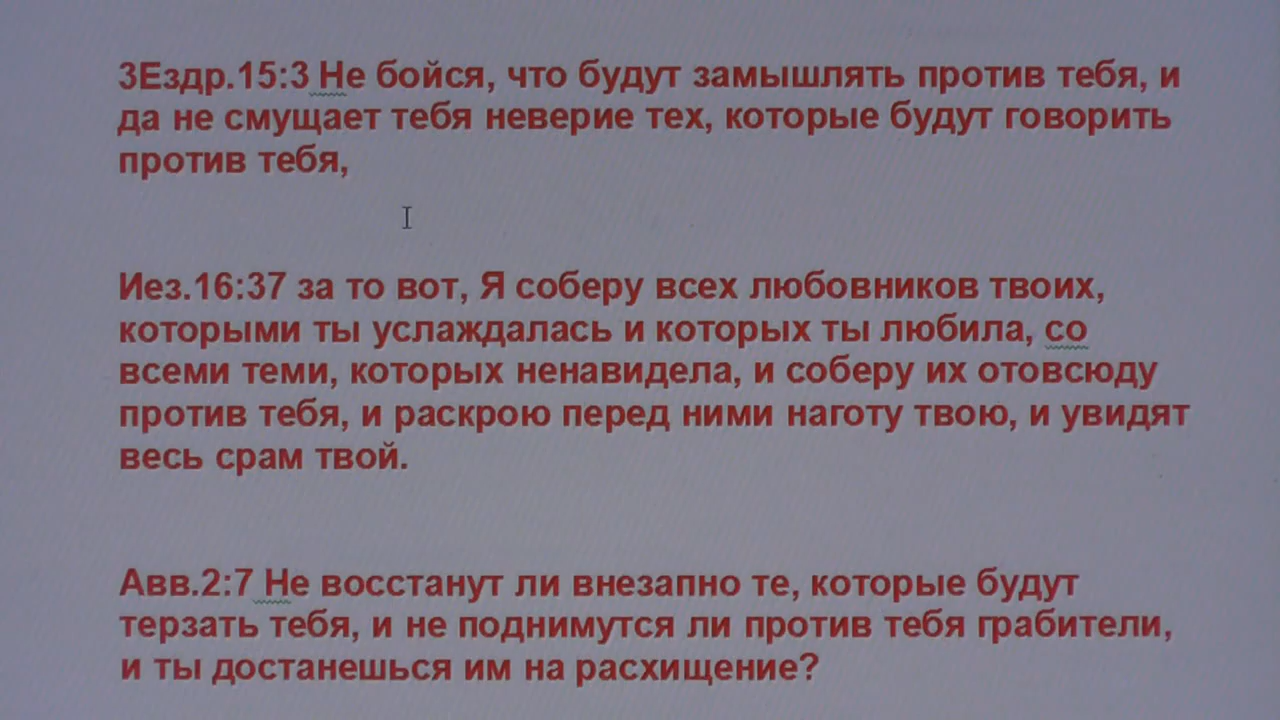 3Ездр.15:3 Не бойся, что будут замышлять против тебя, и
да не смущает тебя неверие тех, которые будут говорить
против тебя,
Иез.16:37 за то вот, Я соберу всех любовников твоих,
которыми ты услаждалась и которых ты любила, со
всеми теми, которых ненавидела, и соберу их отовсюду
против тебя, и раскрою перед ними наготу твою, и увидят
весь срам твой.
Авв.2:7 Не восстанут ли внезапно те, которые будут
терзать тебя, и не поднимутся ли против тебя грабители,
и ты достанешься им на расхищение?